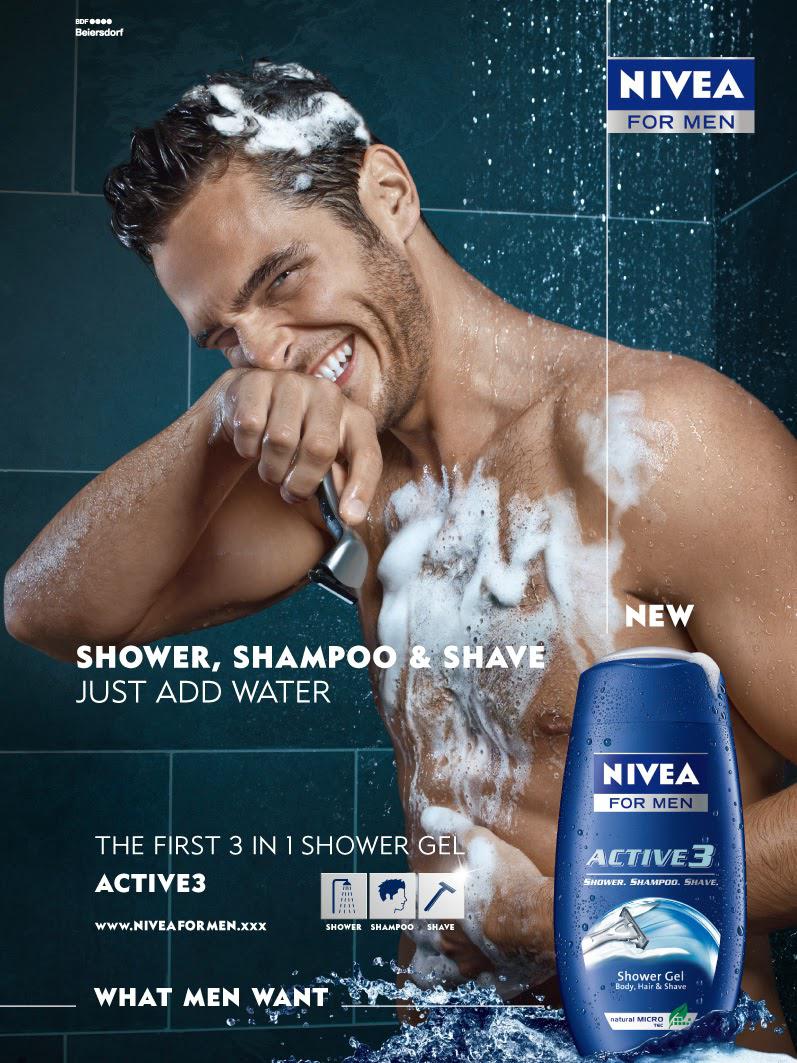 BDF
Beiersdorf
NIVEA
FOR MEN
NEW
SHOWER, SHAMPOO & SHAVE
JUST ADD WATER
NIVEA
FOR MEN
ACTIVE3
SHOWER. SHAMPOO. SHAVE.
THE FIRST 3 IN 1 SHOWER GEL
ACTIVE3
www.NIVEAFORMEN.xxx
SHOWER SHAMPOO SHAVE
Shower Gel
Body, Hair & Shave
WHAT MEN WANT
natural MICRO
TEC